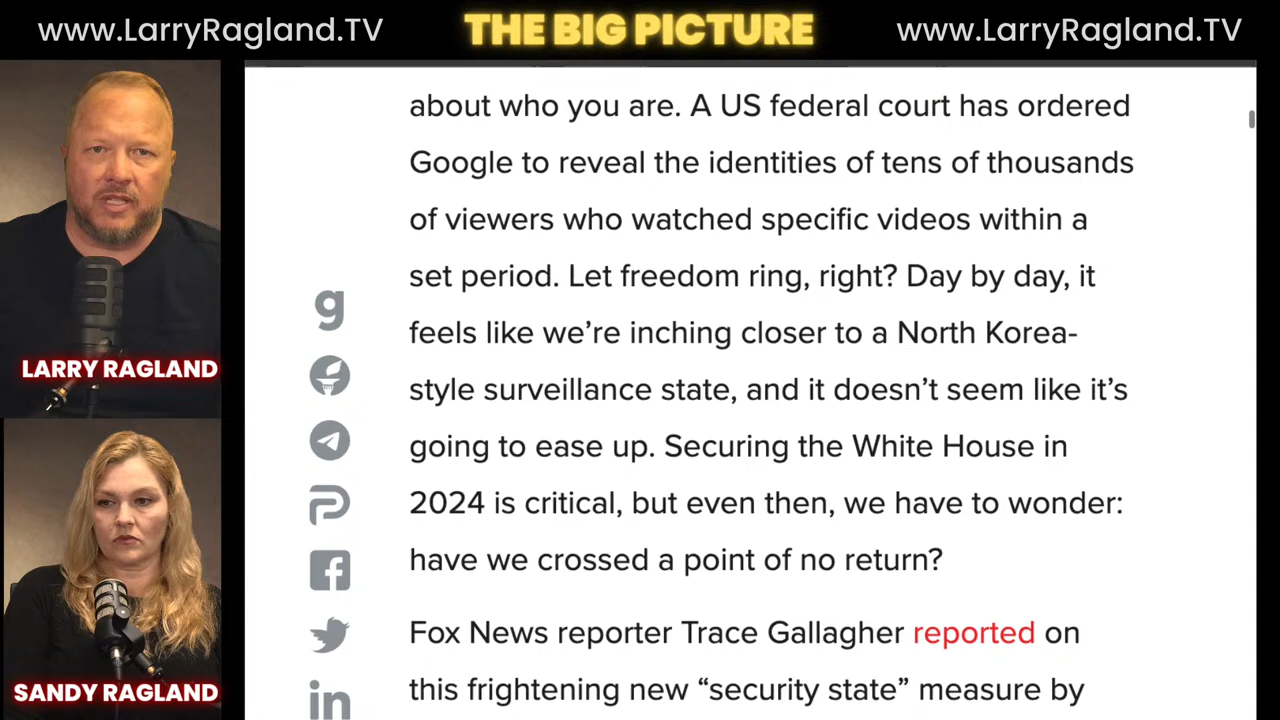 www.LarryRagland.TV
THE BIG PICTURE
www.LarryRagland.TV
LARRY RAGLAND
SANDY RAGLAND
about who you are. A US federal court has ordered
Google to reveal the identities of tens of thousands
of viewers who watched specific videos within a
set period. Let freedom ring, right? Day by day, it
feels like we’re inching closer to a North Korea-
style surveillance state, and it doesn’t seem like it’s
going to ease up. Securing the White House in
2024 is critical, but even then, we have to wonder:
have we crossed a point of no return?
Fox News reporter Trace Gallagher reported on
this frightening new “security state” measure by